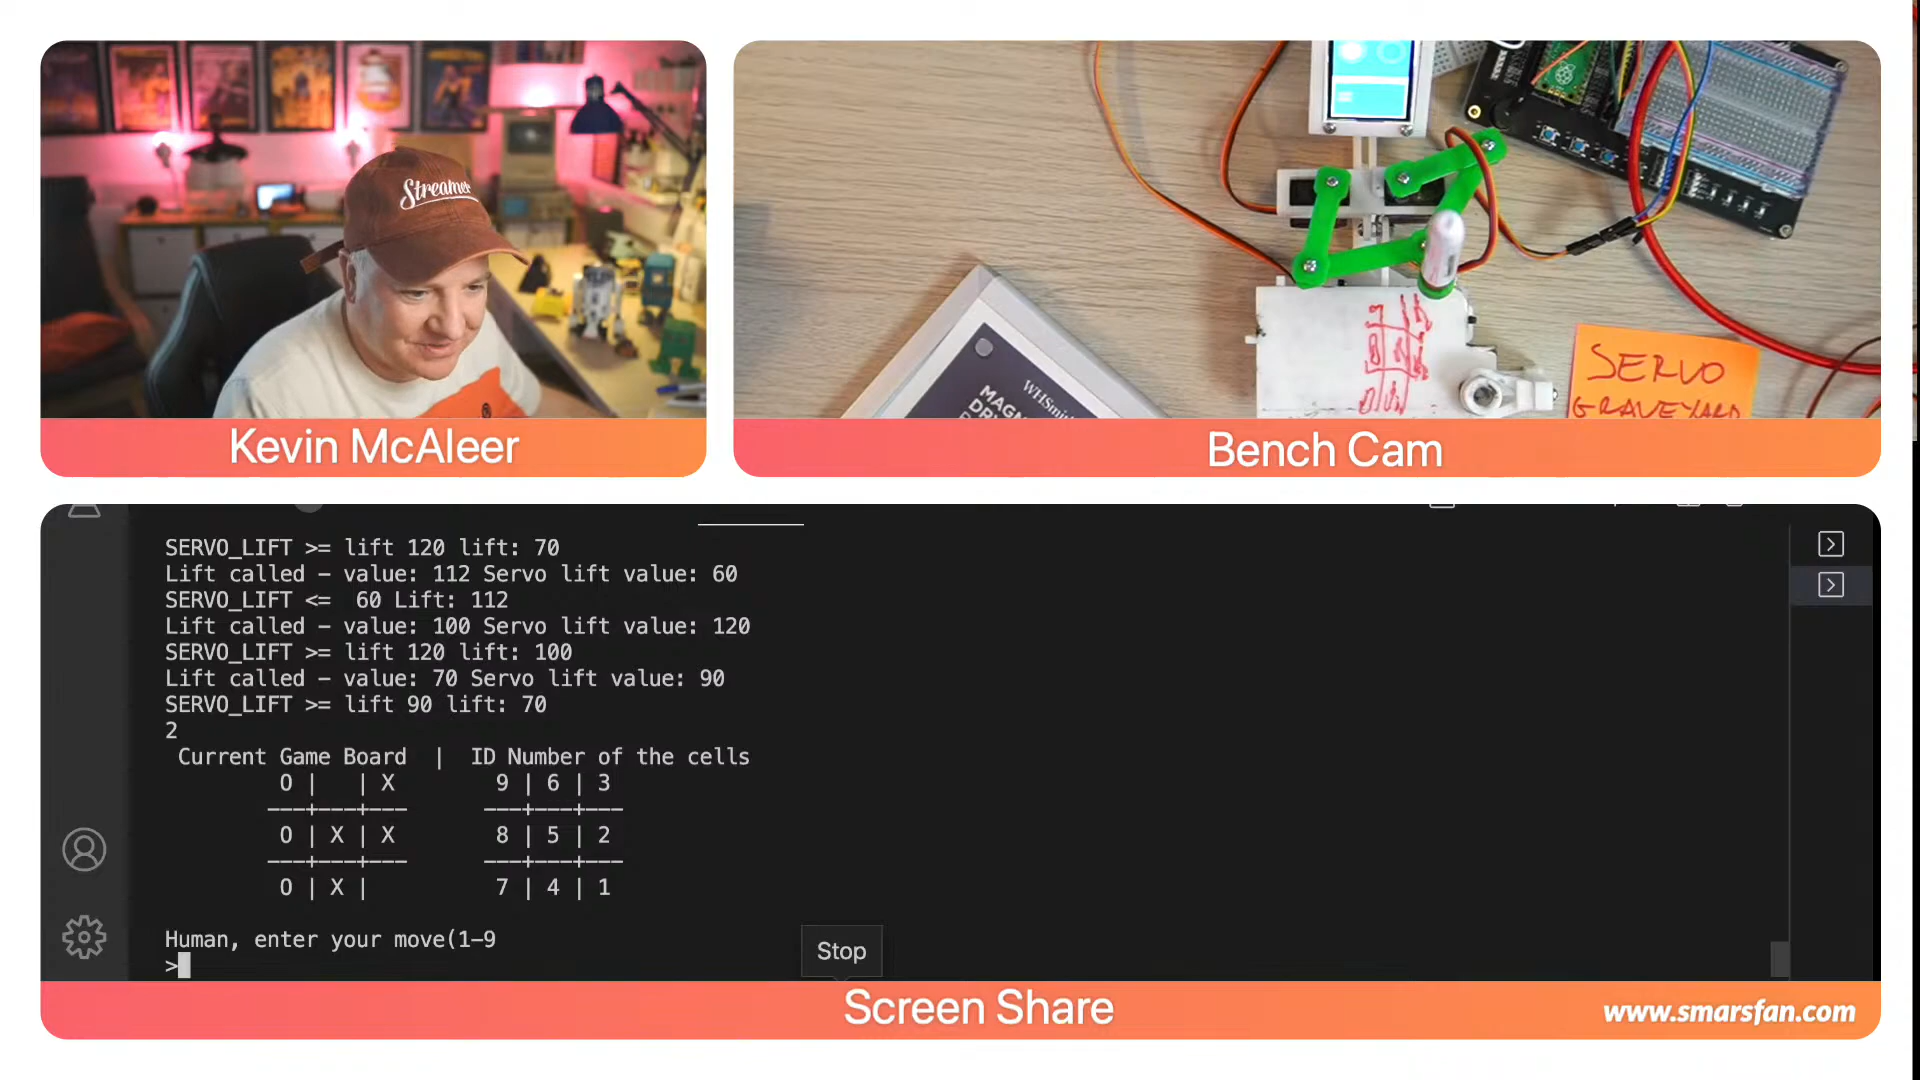 Streamer
WHSmith
SERVO
GRAVEYARD
Kevin McAleer
Bench Cam
SERVO_LIFT >= lift 120 lift: 70
Lift called - value: 112 Servo lift value: 60
SERVO_LIFT <=  60 Lift: 112
Lift called - value: 100 Servo lift value: 120
SERVO_LIFT >= lift 120 lift: 100
Lift called - value: 70 Servo lift value: 90
SERVO_LIFT >= lift 90 lift: 70
2
Current Game Board  |  ID Number of the cells
O |   | X      9 | 6 | 3
---+---+---      ---+---+---
O | X | X      8 | 5 | 2
---+---+---      ---+---+---
O | X |        7 | 4 | 1
Human, enter your move(1-9
>
Stop
Screen Share
www.smarsfan.com